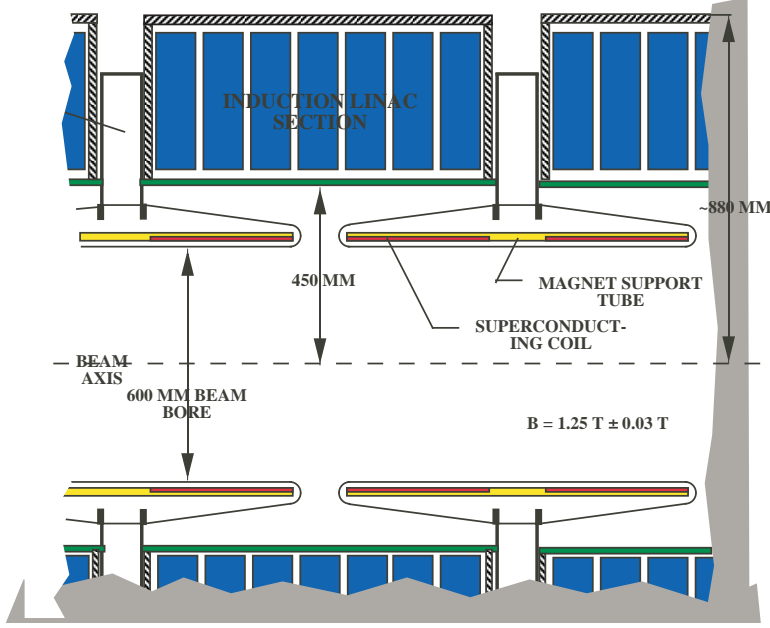 INDUCTION LINAC
SECTION
~880 MM
450 MM
MAGNET SUPPORT
TUBE
SUPERCONDUCT-
ING COIL
BEAM
AXIS
600 MM BEAM
BORE
B = 1.25 T ± 0.03 T